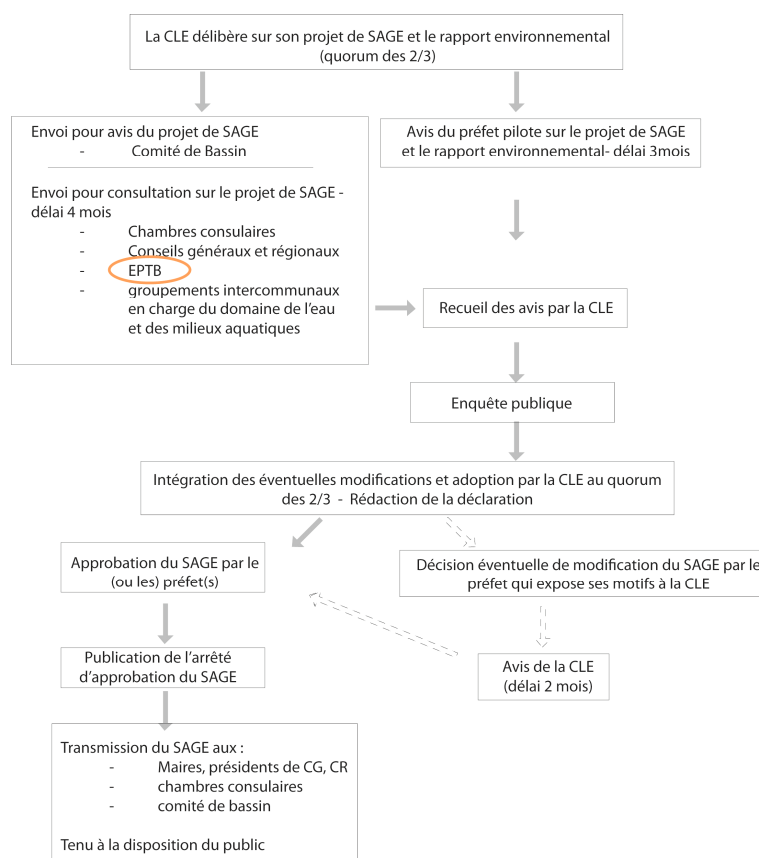 La CLE délibère sur son projet de SAGE et le rapport environnemental
(quorum des 2/3)
Envoi pour avis du projet de SAGE
- Comité de Bassin
Envoi pour consultation sur le projet de SAGE -
délai 4 mois
- Chambres consulaires
- Conseils généraux et régionaux
- EPTB
- groupements intercommunaux
en charge du domaine de l'eau
et des milieux aquatiques
Avis du préfet pilote sur le projet de SAGE
et le rapport environnemental- délai 3mois
Recueil des avis par la CLE
Enquête publique
Intégration des éventuelles modifications et adoption par la CLE au quorum
des 2/3 - Rédaction de la déclaration
Approbation du SAGE par le
(ou les) préfet(s)
Décision éventuelle de modification du SAGE par le
préfet qui expose ses motifs à la CLE
Publication de l'arrêté
d'approbation du SAGE
Avis de la CLE
(délai 2 mois)
Transmission du SAGE aux :
- Maires, présidents de CG, CR
- chambres consulaires
- comité de bassin
Tenu à la disposition du public